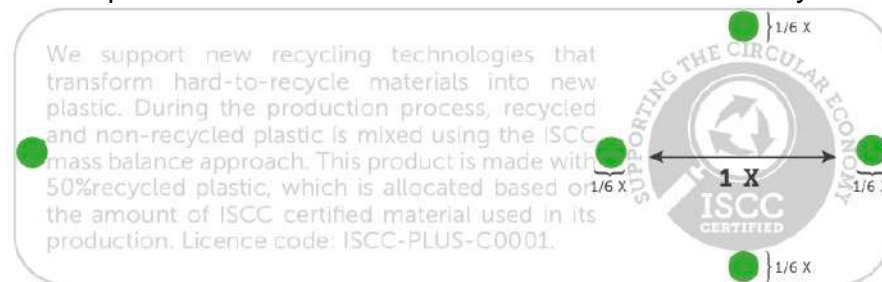 We support new recycling technologies that
transform hard-to-recycle materials into new
plastic. During the production process, recycled
and non-recycled plastic is mixed using the ISCC
mass balance approach. This product is made with
50%recycled plastic, which is allocated based on
the amount of ISCC certified material used in its
production. Licence code: ISCC-PLUS-C0001.
1/6 X
SUPPORTING THE CIRCULAR ECONOMY
1/6 X
1 X
1/6 X
ISCC
CERTIFIED
1/6 X